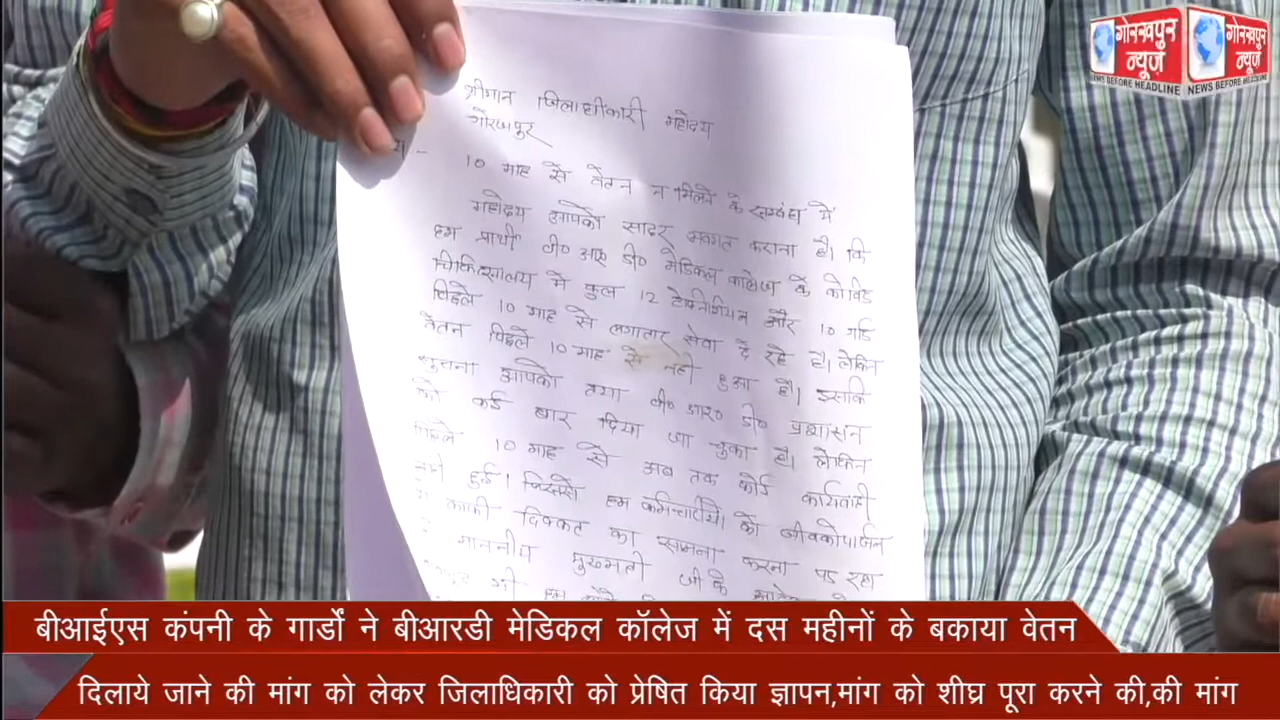 गोरखपुर न्यूज़
NEWS BEFORE HEADLINE
गोरखपुर न्यूज़
NEWS BEFORE HEADLINE
श्रीमान जिलाधीकारी महोदय
गोरखपुर
10 माह से वेतन न मिलने के सम्बंध में
महोदय आपको सादर अवगत कराना है। कि
हम प्राथी बी० आर० डी० मेडिकल कालेज के कोविड
चिकित्सालय मे कुल 12 टेक्नीशियन और 10 गार्ड
पिछले 10 माह से लगातार सेवा दे रहे है। लेकिन
वेतन पिछले 10 माह से नही हुआ है। इसकि
सुचना आपको तथा बी० आर० डी० प्रशासन
को कई बार दिया जा चुका है। लेकिन
पिछले 10 माह से अब तक कोई कार्यवाही
नही हुई। जिससे हम कर्मचारीयो को जीवकोपार्जन
काफी दिक्कत का सामना करना पड रहा
माननीय मुख्यमंत्री जी के
बीआईएस कंपनी के गार्डों ने बीआरडी मेडिकल कॉलेज में दस महीनों के बकाया वेतन
दिलाये जाने की मांग को लेकर जिलाधिकारी को प्रेषित किया ज्ञापन,मांग को शीघ्र पूरा करने की,की मांग